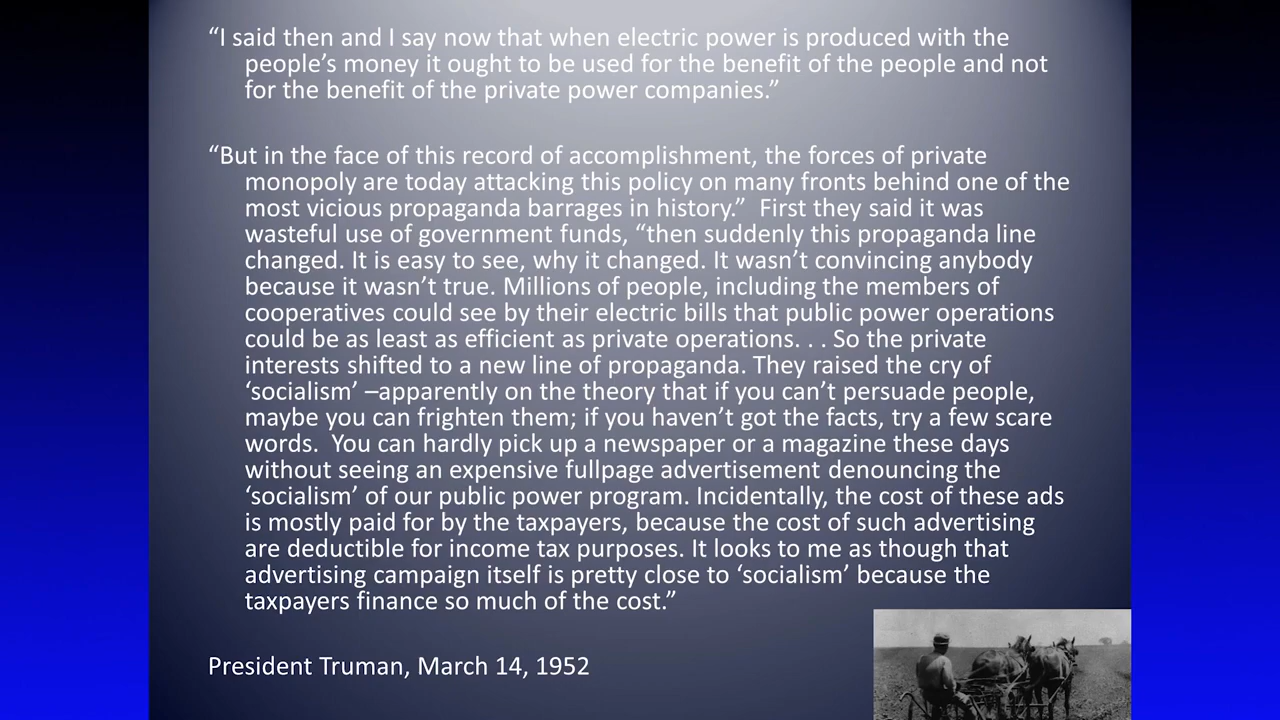 “I said then and I say now that when electric power is produced with the
people’s money it ought to be used for the benefit of the people and not
for the benefit of the private power companies.”
“But in the face of this record of accomplishment, the forces of private
monopoly are today attacking this policy on many fronts behind one of the
most vicious propaganda barrages in history.”  First they said it was
wasteful use of government funds, “then suddenly this propaganda line
changed. It is easy to see, why it changed. It wasn’t convincing anybody
because it wasn’t true. Millions of people, including the members of
cooperatives could see by their electric bills that public power operations
could be as least as efficient as private operations. . . So the private
interests shifted to a new line of propaganda. They raised the cry of
‘socialism’ –apparently on the theory that if you can’t persuade people,
maybe you can frighten them; if you haven’t got the facts, try a few scare
words.  You can hardly pick up a newspaper or a magazine these days
without seeing an expensive fullpage advertisement denouncing the
‘socialism’ of our public power program. Incidentally, the cost of these ads
is mostly paid for by the taxpayers, because the cost of such advertising
are deductible for income tax purposes. It looks to me as though that
advertising campaign itself is pretty close to ‘socialism’ because the
taxpayers finance so much of the cost.”
President Truman, March 14, 1952